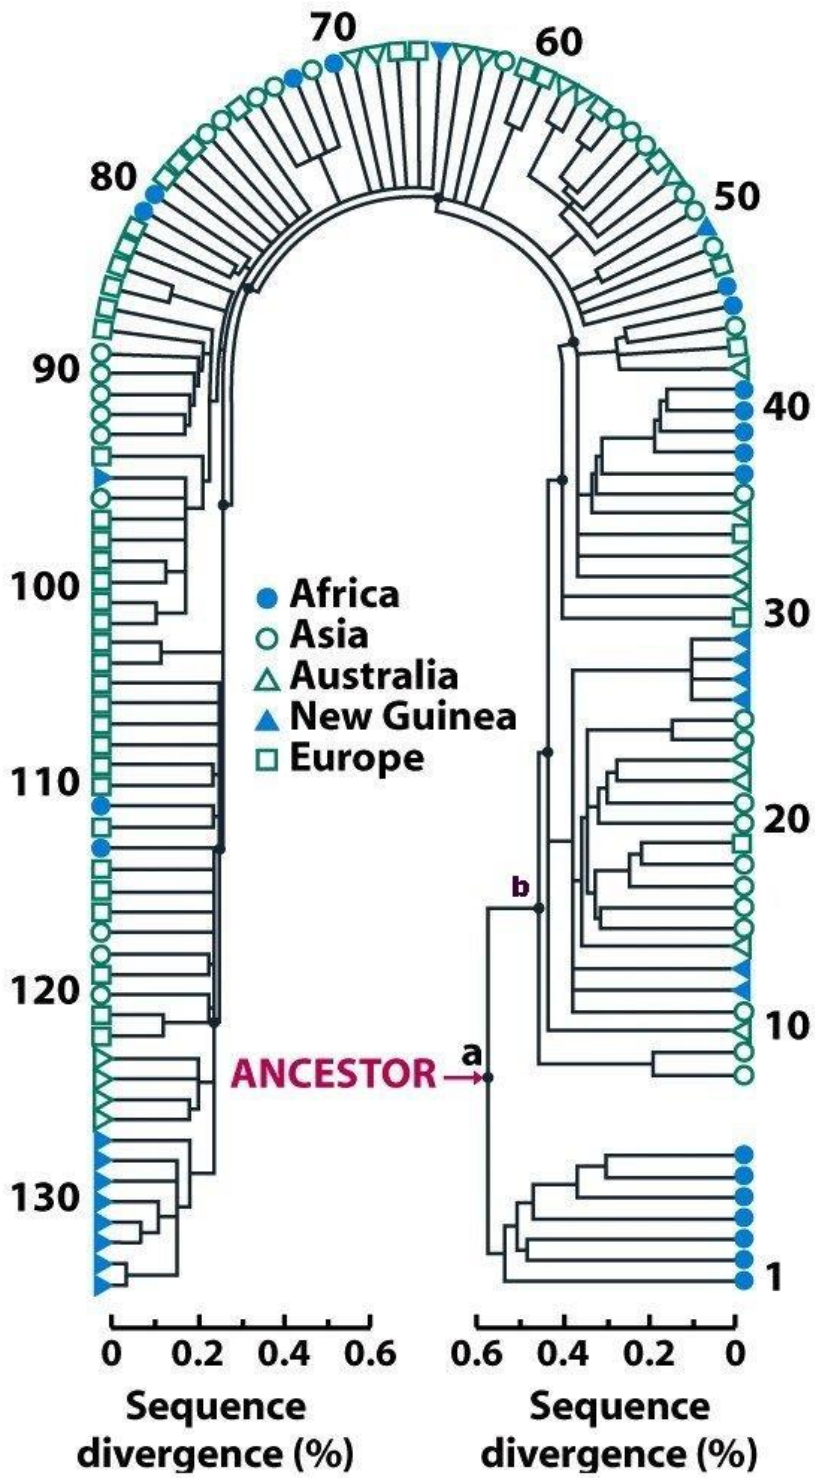 70
60
80
50
90
40
100
Africa
Asia
Australia
New Guinea
Europe
30
110
20
b
120
10
a
ANCESTOR
130
1
0 0.2 0.4 0.6
0.6 0.4 0.2 0
Sequence
divergence (%)
Sequence
divergence (%)